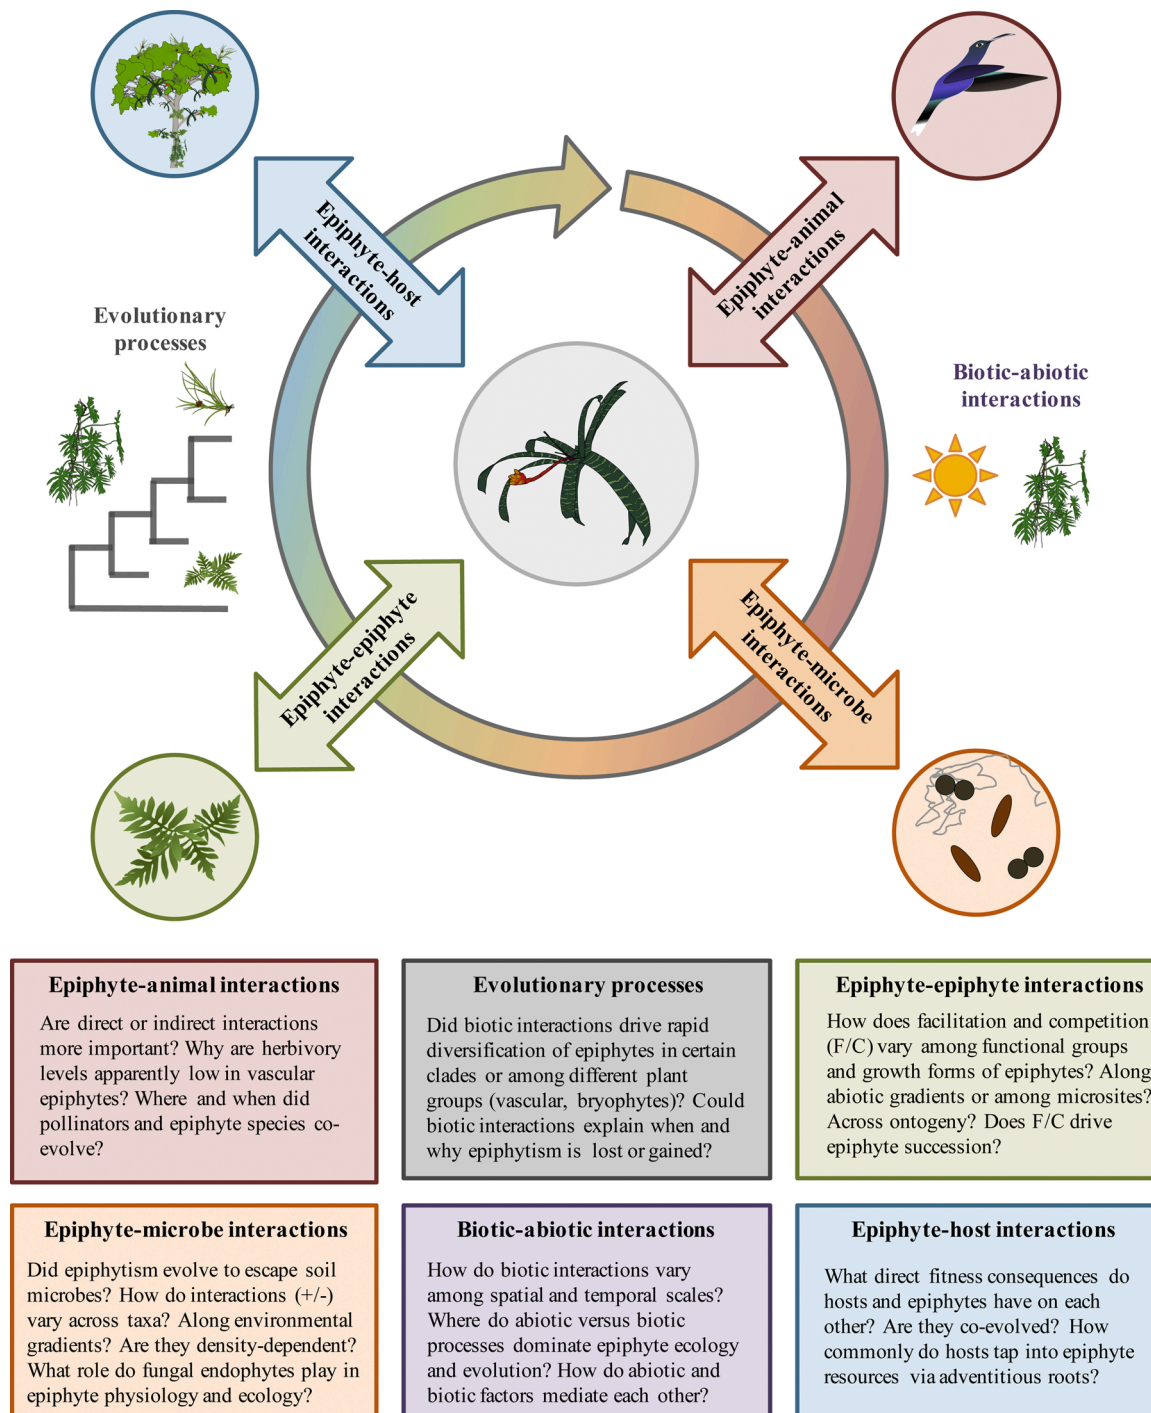 Epiphyte-host
interactions
Epiphyte-animal
interactions
Evolutionary
processes
Biotic-abiotic
interactions
Epiphyte-epiphyte
interactions
Epiphyte-microbe
interactions
Epiphyte-animal interactions
Are direct or indirect interactions
more important? Why are herbivory
levels apparently low in vascular
epiphytes? Where and when did
pollinators and epiphyte species co-
evolve?
Evolutionary processes
Did biotic interactions drive rapid
diversification of epiphytes in certain
clades or among different plant
groups (vascular, bryophytes)? Could
biotic interactions explain when and
why epiphytism is lost or gained?
Epiphyte-epiphyte interactions
How does facilitation and competition
(F/C) vary among functional groups
and growth forms of epiphytes? Along
abiotic gradients or among microsites?
Across ontogeny? Does F/C drive
epiphyte succession?
Epiphyte-microbe interactions
Did epiphytism evolve to escape soil
microbes? How do interactions (+/-)
vary across taxa? Along environmental
gradients? Are they density-dependent?
What role do fungal endophytes play in
epiphyte physiology and ecology?
Biotic-abiotic interactions
How do biotic interactions vary
among spatial and temporal scales?
Where do abiotic versus biotic
processes dominate epiphyte ecology
and evolution? How do abiotic and
biotic factors mediate each other?
Epiphyte-host interactions
What direct fitness consequences do
hosts and epiphytes have on each
other? Are they co-evolved? How
commonly do hosts tap into epiphyte
resources via adventitious roots?